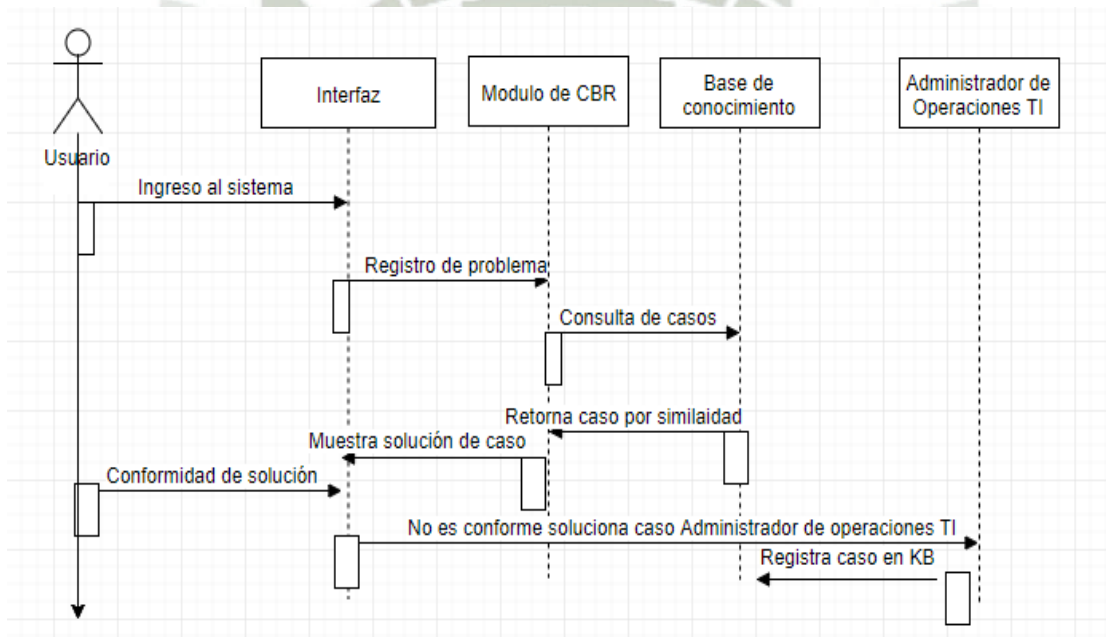 Interfaz
Modulo de CBR
Base de
conocimiento
Administrador de
Operaciones TI
Usuario
Ingreso al sistema
Registro de problema
Consulta de casos
Retorna caso por similaidad
Muestra solución de caso
Conformidad de solución
No es conforme soluciona caso Administrador de operaciones TI
Registra caso en KB